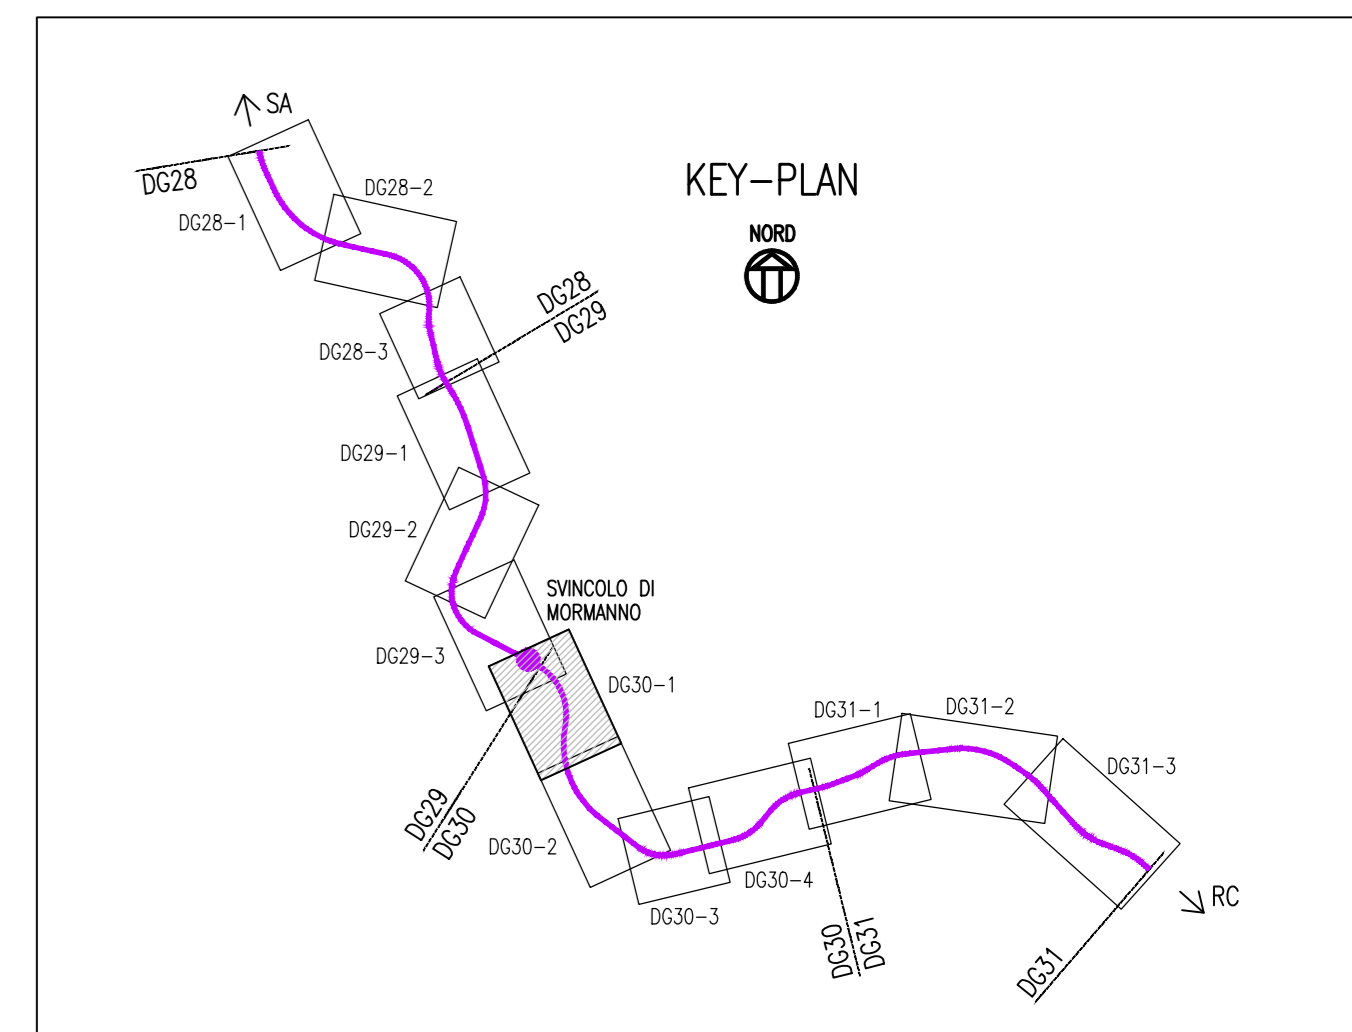 SA
DG28
DG28-1
DG28-2
KEY-PLAN
NORD
DG28
DG29
DG28-3
DG29-1
DG29-2
SVINCOLO DI
MORMANNO
DG29-3
DG30-1
DG29
DG30
DG30-2
DG30-3
DG30-4
DG31-1
DG31-2
DG31-3
RC
DG30
DG31
DG31